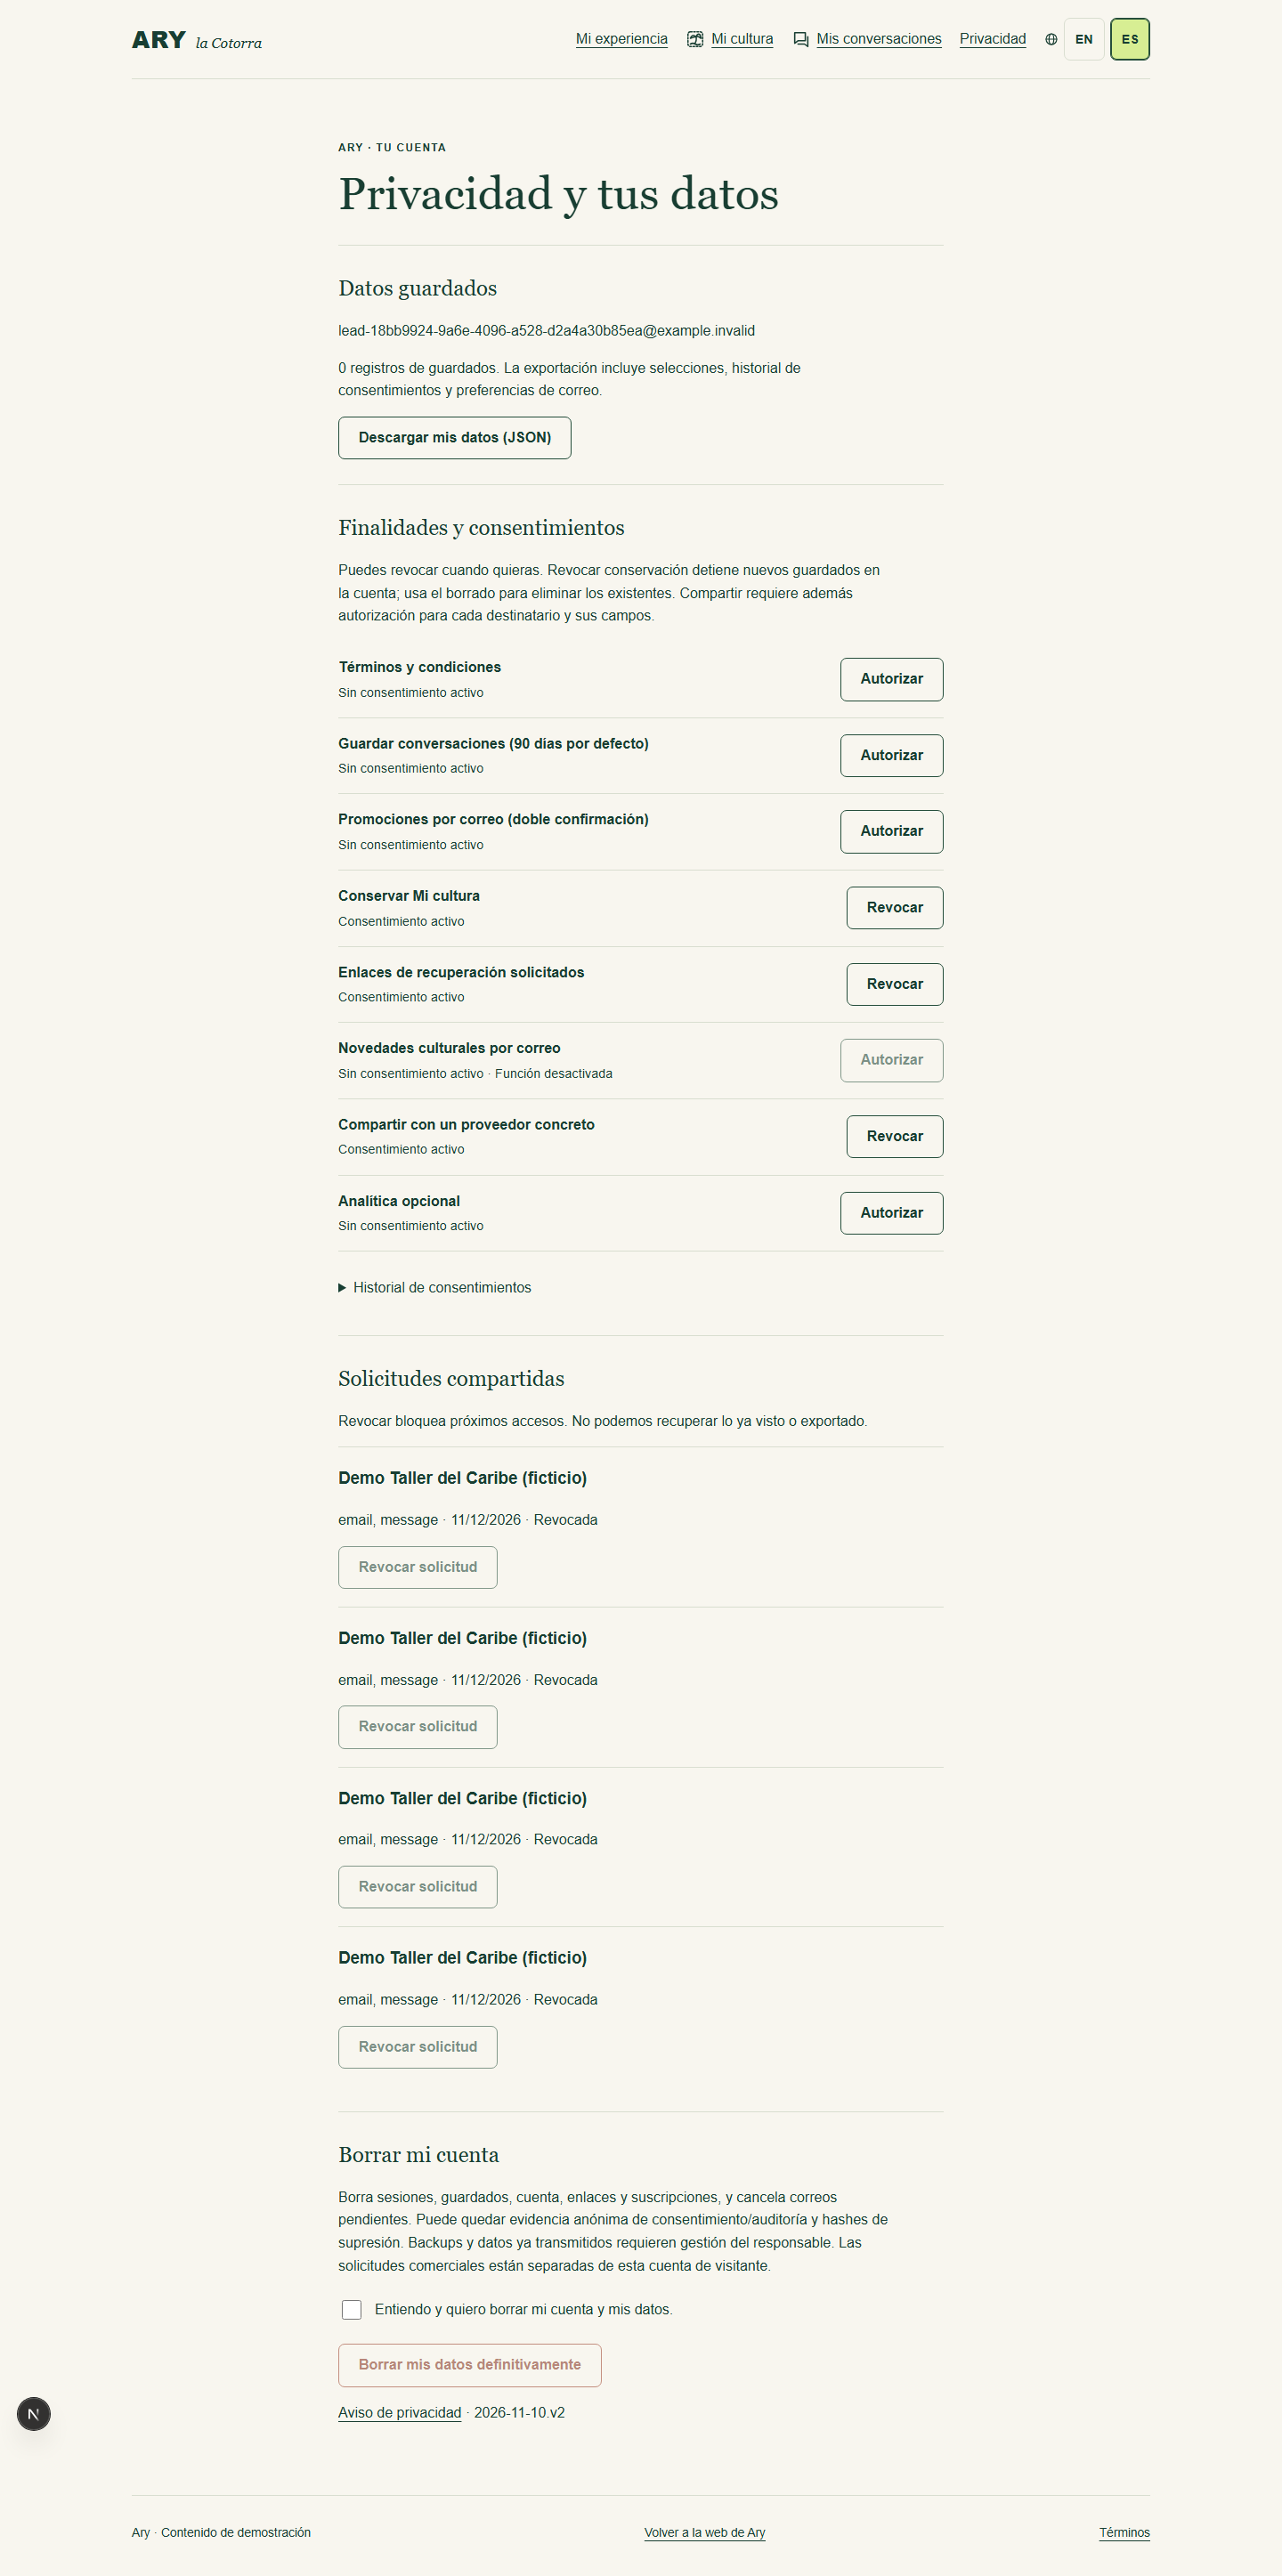 ARY la Cotorra
Mi experiencia Mi cultura Mis conversaciones Privacidad EN ES
ARY · TU CUENTA
Privacidad y tus datos
Datos guardados
lead-18bb9924-9a6e-4096-a528-d2a4a30b85ea@example.invalid
0 registros de guardados. La exportación incluye selecciones, historial de
consentimientos y preferencias de correo.
Descargar mis datos (JSON)
Finalidades y consentimientos
Puedes revocar cuando quieras. Revocar conservación detiene nuevos guardados en
la cuenta; usa el borrado para eliminar los existentes. Compartir requiere además
autorización para cada destinatario y sus campos.
Términos y condiciones
Sin consentimiento activo
Autorizar
Guardar conversaciones (90 días por defecto)
Sin consentimiento activo
Autorizar
Promociones por correo (doble confirmación)
Sin consentimiento activo
Autorizar
Conservar Mi cultura
Consentimiento activo
Revocar
Enlaces de recuperación solicitados
Consentimiento activo
Revocar
Novedades culturales por correo
Sin consentimiento activo · Función desactivada
Autorizar
Compartir con un proveedor concreto
Consentimiento activo
Revocar
Analítica opcional
Sin consentimiento activo
Autorizar
Historial de consentimientos
Solicitudes compartidas
Revocar bloquea próximos accesos. No podemos recuperar lo ya visto o exportado.
Demo Taller del Caribe (ficticio)
email, message · 11/12/2026 · Revocada
Revocar solicitud
Demo Taller del Caribe (ficticio)
email, message · 11/12/2026 · Revocada
Revocar solicitud
Demo Taller del Caribe (ficticio)
email, message · 11/12/2026 · Revocada
Revocar solicitud
Demo Taller del Caribe (ficticio)
email, message · 11/12/2026 · Revocada
Revocar solicitud
Borrar mi cuenta
Borra sesiones, guardados, cuenta, enlaces y suscripciones, y cancela correos
pendientes. Puede quedar evidencia anónima de consentimiento/auditoría y hashes de
supresión. Backups y datos ya transmitidos requieren gestión del responsable. Las
solicitudes comerciales están separadas de esta cuenta de visitante.
Entiendo y quiero borrar mi cuenta y mis datos.
Borrar mis datos definitivamente
N
Aviso de privacidad · 2026-11-10.v2
Ary · Contenido de demostración Volver a la web de Ary Términos